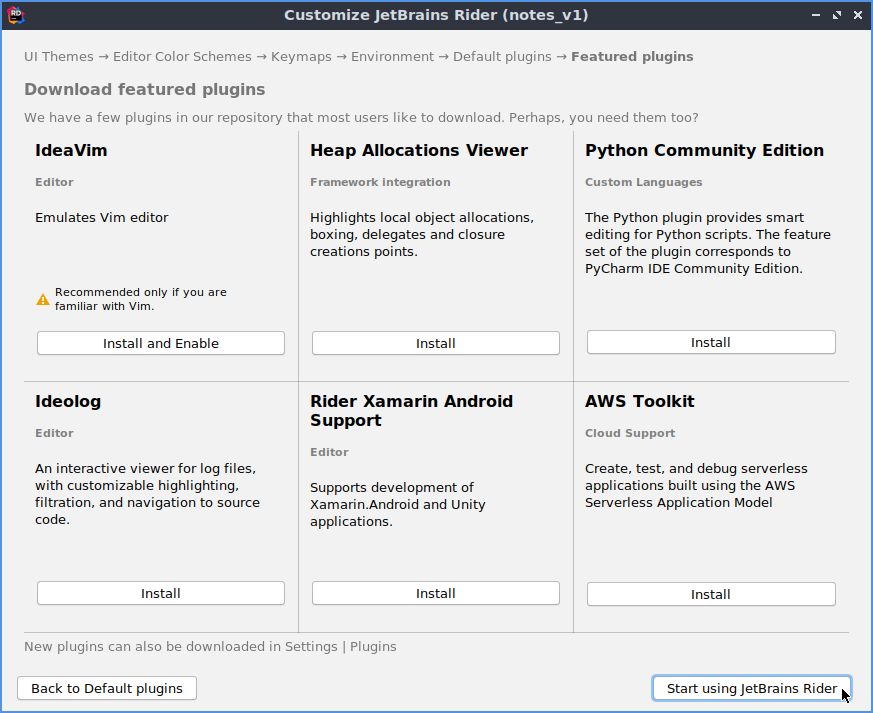 Customize JetBrains Rider (notes_v1)
UI Themes → Editor Color Schemes → Keymaps → Environment → Default plugins → Featured plugins
Download featured plugins
We have a few plugins in our repository that most users like to download. Perhaps, you need them too?
IdeaVim
Editor
Emulates Vim editor
Recommended only if you are
familiar with Vim.
Install and Enable
Heap Allocations Viewer
Framework integration
Highlights local object allocations,
boxing, delegates and closure
creations points.
Install
Python Community Edition
Custom Languages
The Python plugin provides smart
editing for Python scripts. The feature
set of the plugin corresponds to
PyCharm IDE Community Edition.
Install
Ideolog
Editor
An interactive viewer for log files,
with customizable highlighting,
filtration, and navigation to source
code.
Install
Rider Xamarin Android
Support
Editor
Supports development of
Xamarin.Android and Unity
applications.
Install
AWS Toolkit
Cloud Support
Create, test, and debug serverless
applications built using the AWS
Serverless Application Model
Install
New plugins can also be downloaded in Settings | Plugins
Back to Default plugins
Start using JetBrains Rider